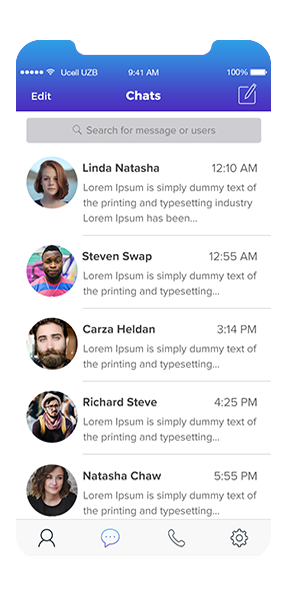 Ucell UZB 9:41 AM 100%
Edit Chats
Search for message or users
Linda Natasha 12:10 AM
Lorem Ipsum is simply dummy text of
the printing and typesetting industry
Lorem Ipsum has been...
Steven Swap 12:55 AM
Lorem Ipsum is simply dummy text of
the printing and typesetting...
Carza Heldan 3:14 PM
Lorem Ipsum is simply dummy text of
the printing and typesetting...
Richard Steve 4:25 PM
Lorem Ipsum is simply dummy text of
the printing and typesetting...
Natasha Chaw 5:55 PM
Lorem Ipsum is simply dummy text of
the printing and typesetting...